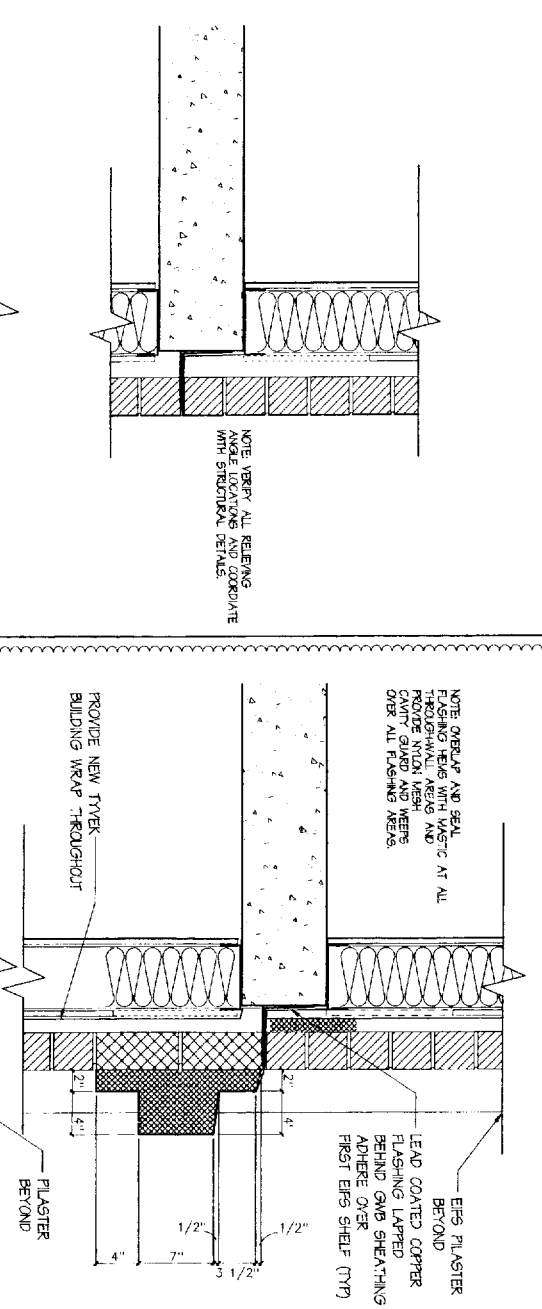 NOTE: VERIFY ALL RELIEVING
ANGLE LOCATIONS AND COORDIATE
WITH STRUCTURAL DETAILS.
NOTE: OVERLAP AND SEAL
FLASHING HEMS WITH MASTIC AT ALL
THROUGH-WALL AREAS AND
PROVIDE NYLON MESH
CAVITY GUARD AND WEEPS
OVER ALL FLASHING AREAS.
PROVIDE NEW TYVEK
BUILDING WRAP THROUGHOUT
EIFS PILASTER
BEYOND
LEAD COATED COPPER
FLASHING LAPPED
BEHIND GWB SHEATHING
ADHERE OVER
FIRST EIFS SHELF (TYP)
PILASTER
BEYOND
2"
4"
2"
4"
4"
7"
1/2"
3 1/2"
1/2"